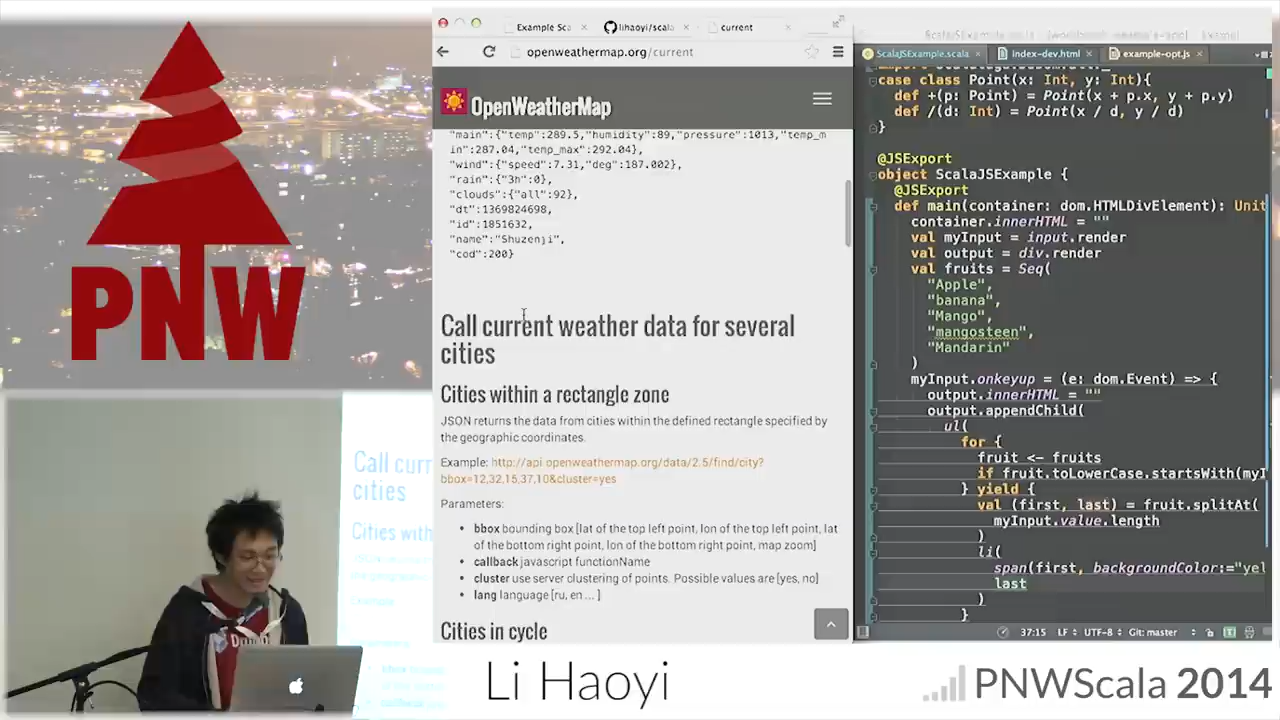 PNW
Example Sca
lihaoyi/scala
current
openweathermap.org/current
OpenWeatherMap
"main":{"temp":289.5,"humidity":89,"pressure":1013,"temp_m
in":287.04,"temp_max":292.04},
"wind":{"speed":7.31,"deg":187.002},
"rain":{"3h":0},
"clouds":{"all":92},
"dt":1369824698,
"id":1851632,
"name":"Shuzenji",
"cod":200}
Call current weather data for several
cities
Cities within a rectangle zone
JSON returns the data from cities within the defined rectangle specified by
the geographic coordinates.
Example: http://api.openweathermap.org/data/2.5/find/city?
bbox=12,32,15,37,10&cluster=yes
Parameters:
• bbox bounding box [lat of the top left point, lon of the top left point, lat
of the bottom right point, lon of the bottom right point, map zoom]
• callback javascript functionName
• cluster use server clustering of points. Possible values are [yes, no]
• lang language [ru, en ... ]
Cities in cycle
ScalaJSExample.scala
index-dev.html
example-opt.js
case class Point(x: Int, y: Int){
def +(p: Point) = Point(x + p.x, y + p.y)
def /(d: Int) = Point(x / d, y / d)
}
@JSExport
object ScalaJSExample {
@JSExport
def main(container: dom.HTMLDivElement): Unit
container.innerHTML = ""
val myInput = input.render
val output = div.render
val fruits = Seq(
"Apple",
"banana",
"Mango",
"mangosteen",
"Mandarin"
)
myInput.onkeyup = (e: dom.Event) => {
output.innerHTML = ""
output.appendChild(
ul(
for {
fruit <- fruits
if fruit.toLowerCase.startsWith(myI
} yield {
val (first, last) = fruit.splitAt(
myInput.value.length
)
li(
span(first, backgroundColor:="yel
last
)
}
37:15 LF UTF-8 Git: master
Call curr
cities
Cities with
Li Haoyi
PNWScala 2014